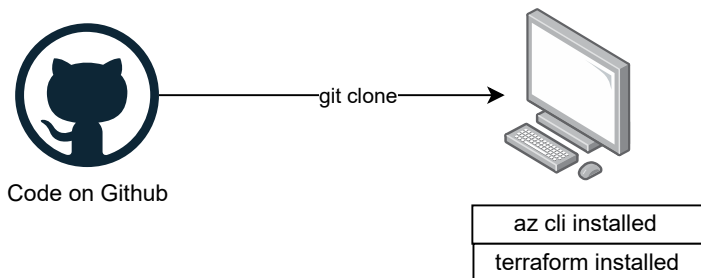 git clone
Code on Github
az cli installed
terraform installed